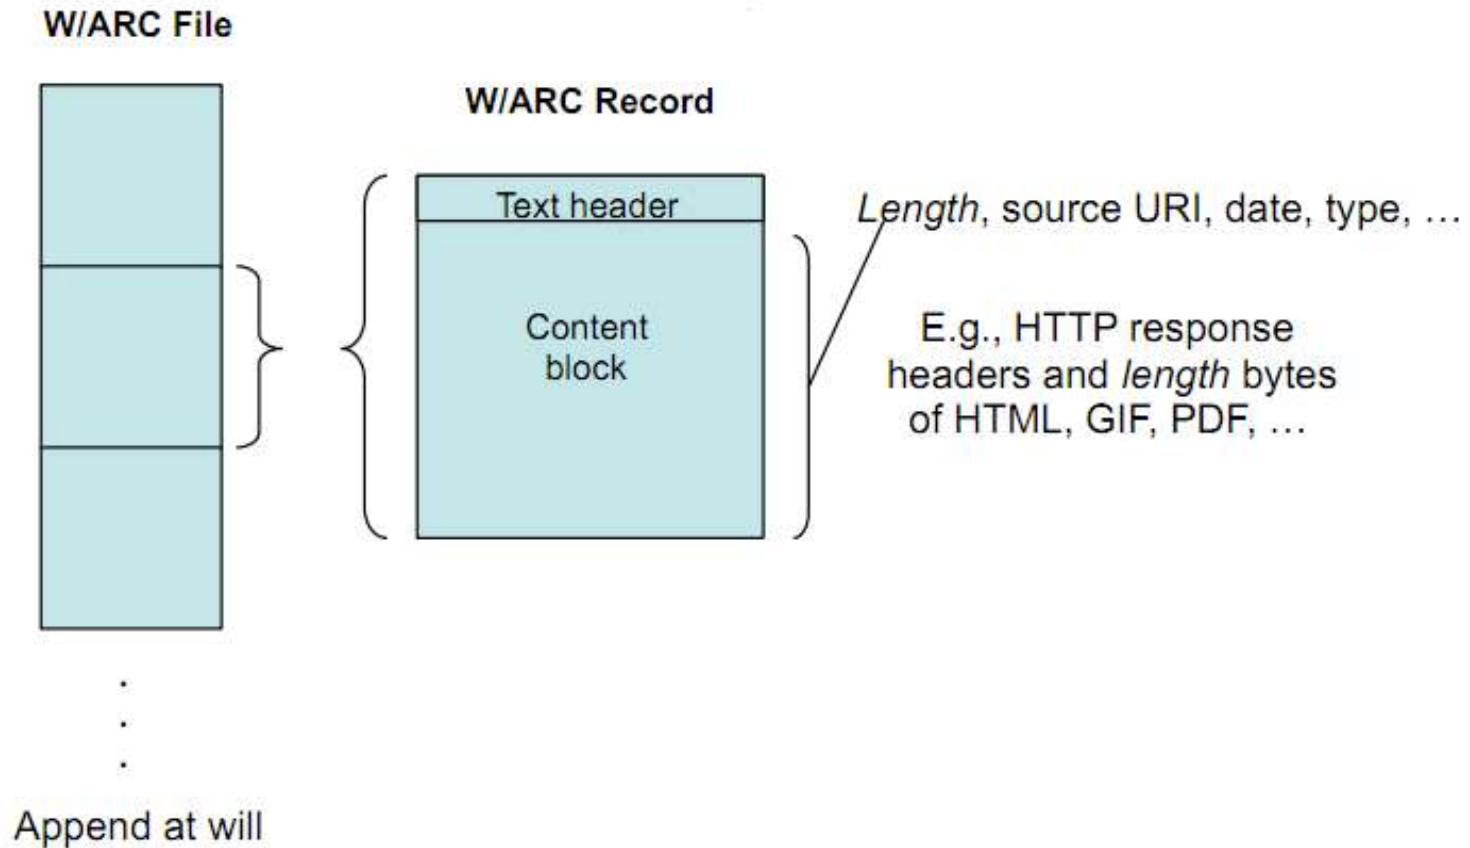 W/ARC File
W/ARC Record
Text header
Length, source URI, date, type, …
Content
block
E.g., HTTP response
headers and length bytes
of HTML, GIF, PDF, …
.
.
.
Append at will